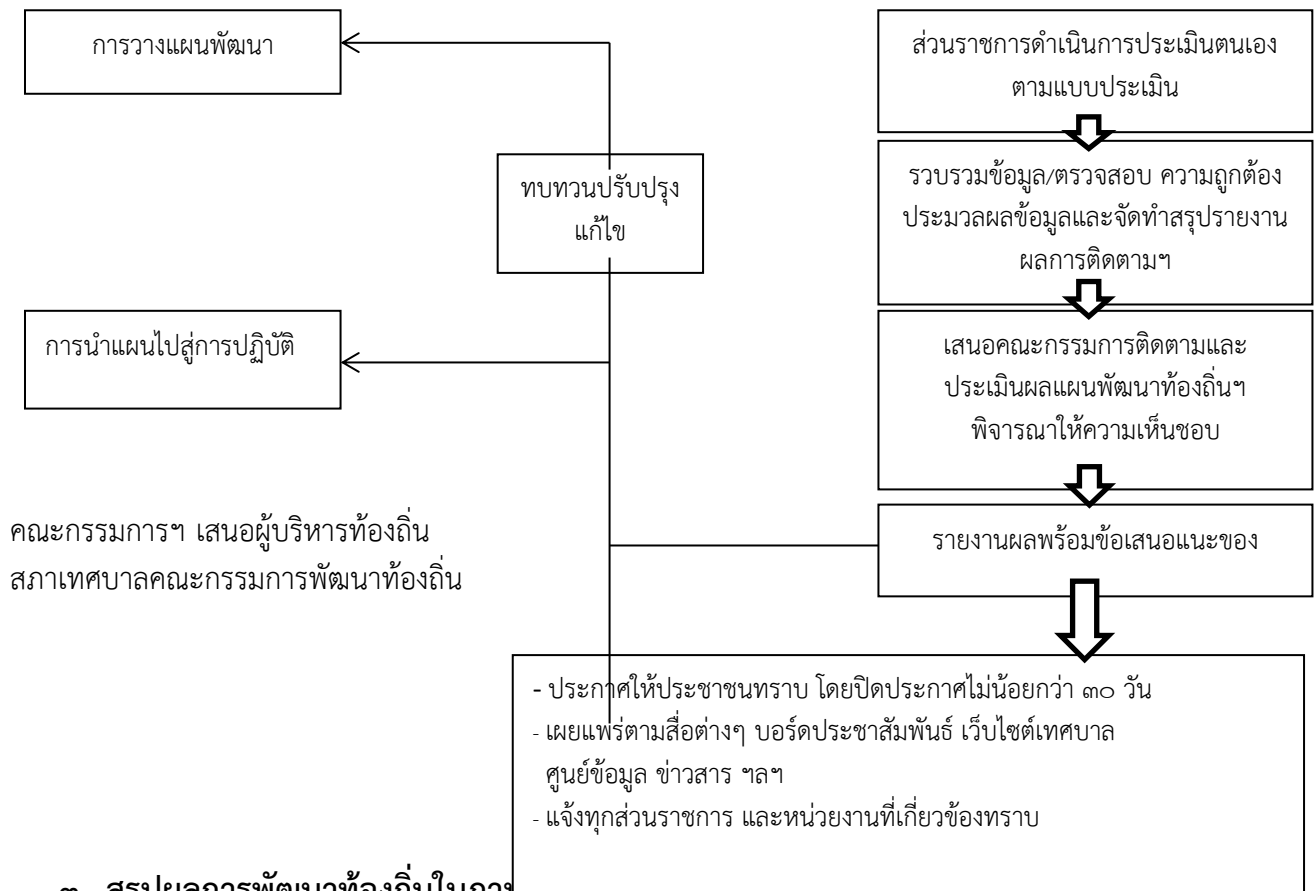 การวางแผนพัฒนา
ส่วนราชการดำเนินการประเมินตนเอง
ตามแบบประเมิน
ทบทวนปรับปรุง
แก้ไข
รวบรวมข้อมูล/ตรวจสอบ ความถูกต้อง
ประมวลผลข้อมูลและจัดทำสรุปรายงาน
ผลการติดตามฯ
การนำแผนไปสู่การปฏิบัติ
เสนอคณะกรรมการติดตามและ
ประเมินผลแผนพัฒนาท้องถิ่นฯ
พิจารณาให้ความเห็นชอบ
คณะกรรมการฯ เสนอผู้บริหารท้องถิ่น
สภาเทศบาลคณะกรรมการพัฒนาท้องถิ่น
รายงานผลพร้อมข้อเสนอแนะของ
- ประกาศให้ประชาชนทราบ โดยปิดประกาศไม่น้อยกว่า ๓๐ วัน
- เผยแพร่ตามสื่อต่างๆ บอร์ดประชาสัมพันธ์ เว็บไซต์เทศบาล
ศูนย์ข้อมูล ข่าวสาร ฯลฯ
- แจ้งทุกส่วนราชการ และหน่วยงานที่เกี่ยวข้องทราบ
สรุปผลการพัฒนาท้องถิ่นใน